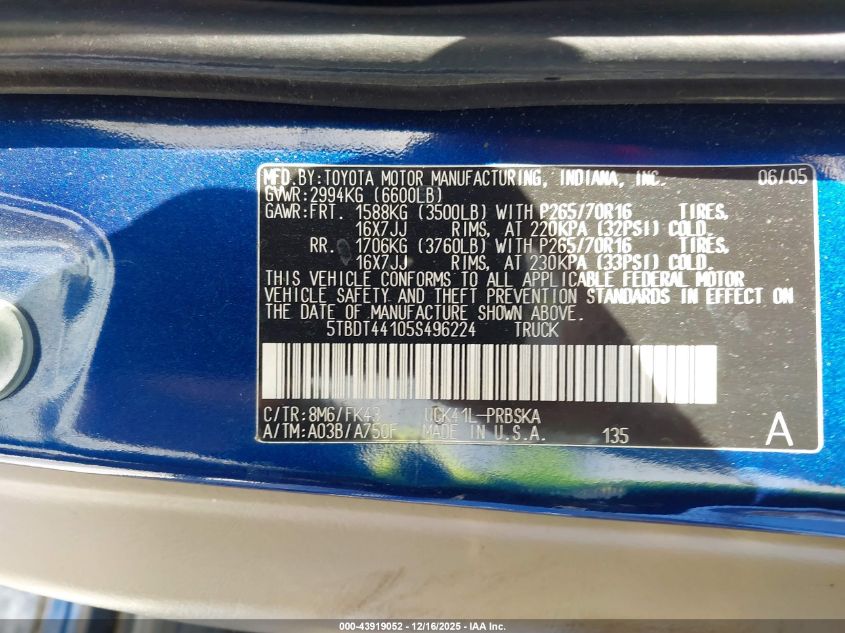 MFD.BY:TOYOTA MOTOR MANUFACTURING, INDIANA, INC. 06/05
GVWR:2994KG (6600LB)
GAWR:FRT. 1588KG (3500LB) WITH P265/70R16 TIRES,
16X7JJ RIMS, AT 220KPA (32PSI) COLD.
RR. 1706KG (3760LB) WITH P265/70R16 TIRES,
16X7JJ RIMS, AT 230KPA (33PSI) COLD.
THIS VEHICLE CONFORMS TO ALL APPLICABLE FEDERAL MOTOR
VEHICLE SAFETY AND THEFT PREVENTION STANDARDS IN EFFECT ON
THE DATE OF MANUFACTURE SHOWN ABOVE.
5TBDT44105S496224 TRUCK
C/TR:8M6/FK43 UCK41L-PRBSKA
A/TM:A03B/A750F MADE IN U.S.A. 135 A
000-43919052 - 12/16/2025 - IAA Inc.